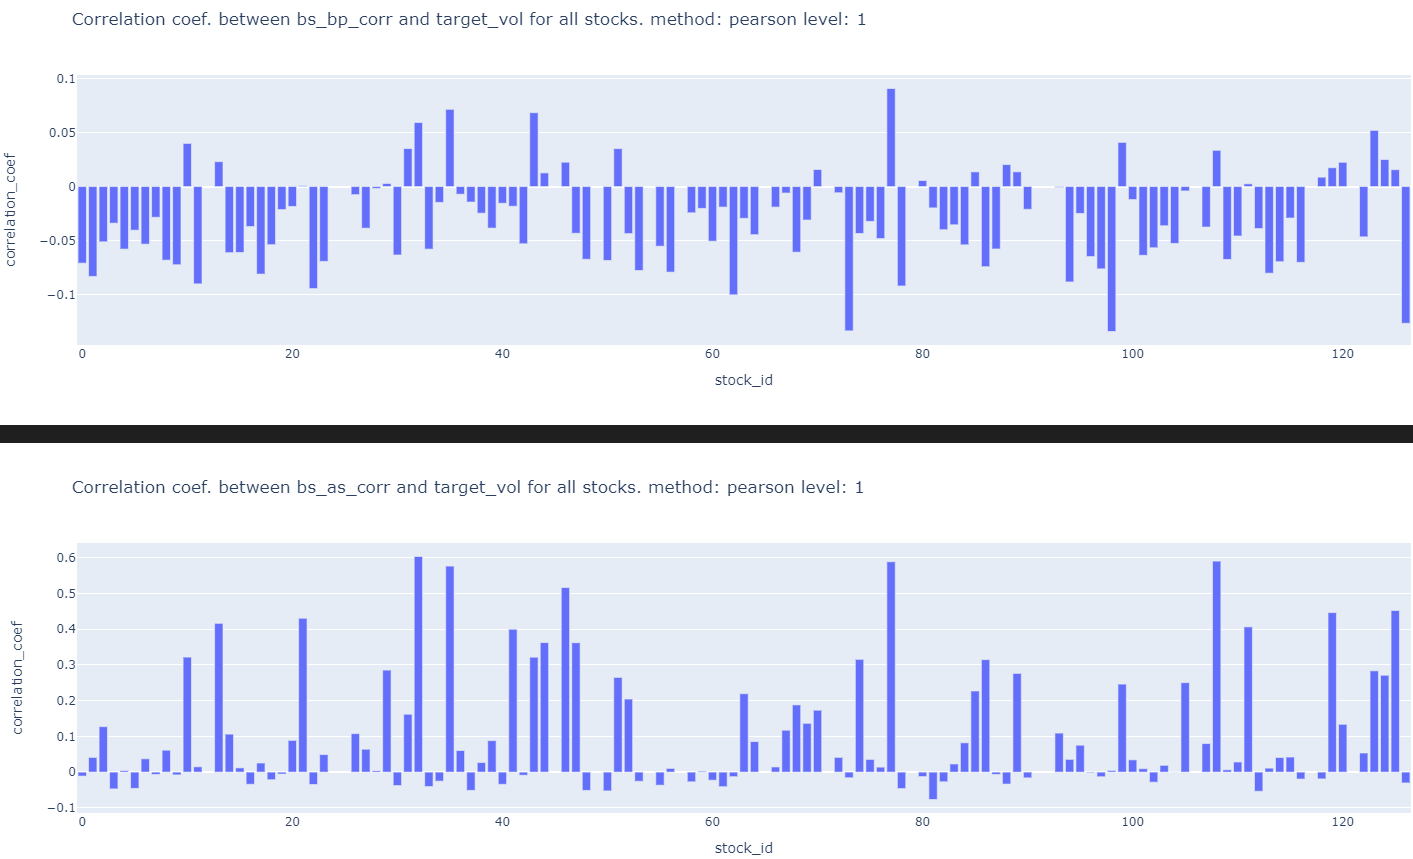 Correlation coef. between bs_bp_corr and target_vol for all stocks. method: pearson level: 1
0.1
0.05
0
−0.05
−0.1
correlation_coef
0 20 40 60 80 100 120
stock_id
Correlation coef. between bs_as_corr and target_vol for all stocks. method: pearson level: 1
0.6
0.5
0.4
0.3
0.2
0.1
0
−0.1
correlation_coef
0 20 40 60 80 100 120
stock_id